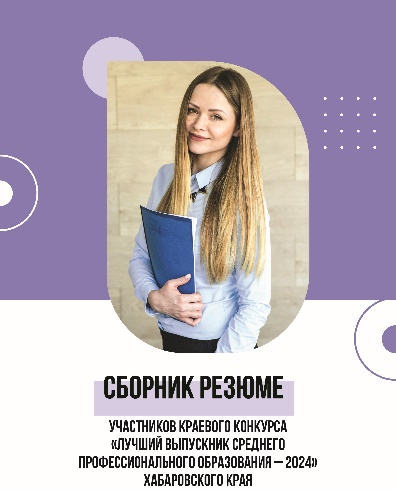 СБОРНИК РЕЗЮМЕ
УЧАСТНИКОВ КРАЕВОГО КОНКУРСА
«ЛУЧШИЙ ВЫПУСКНИК СРЕДНЕГО
ПРОФЕССИОНАЛЬНОГО ОБРАЗОВАНИЯ – 2024»
ХАБАРОВСКОГО КРАЯ